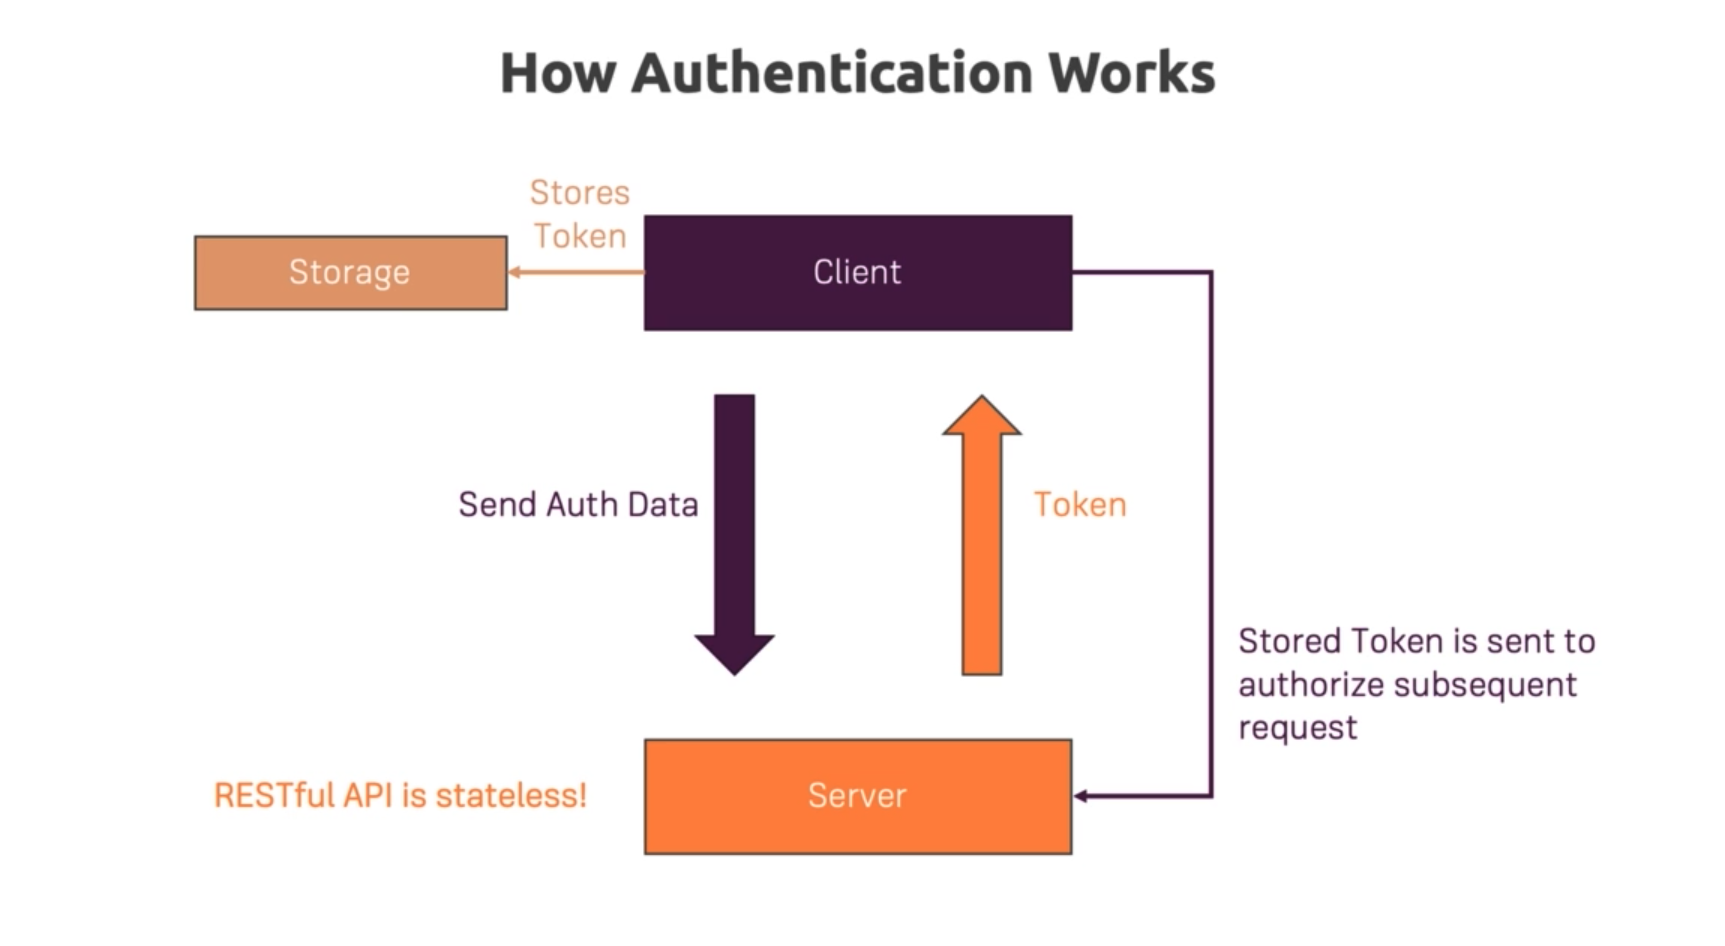 How Authentication Works
Stores
Token
Storage
Client
Send Auth Data
Token
Stored Token is sent to
authorize subsequent
request
RESTful API is stateless!
Server